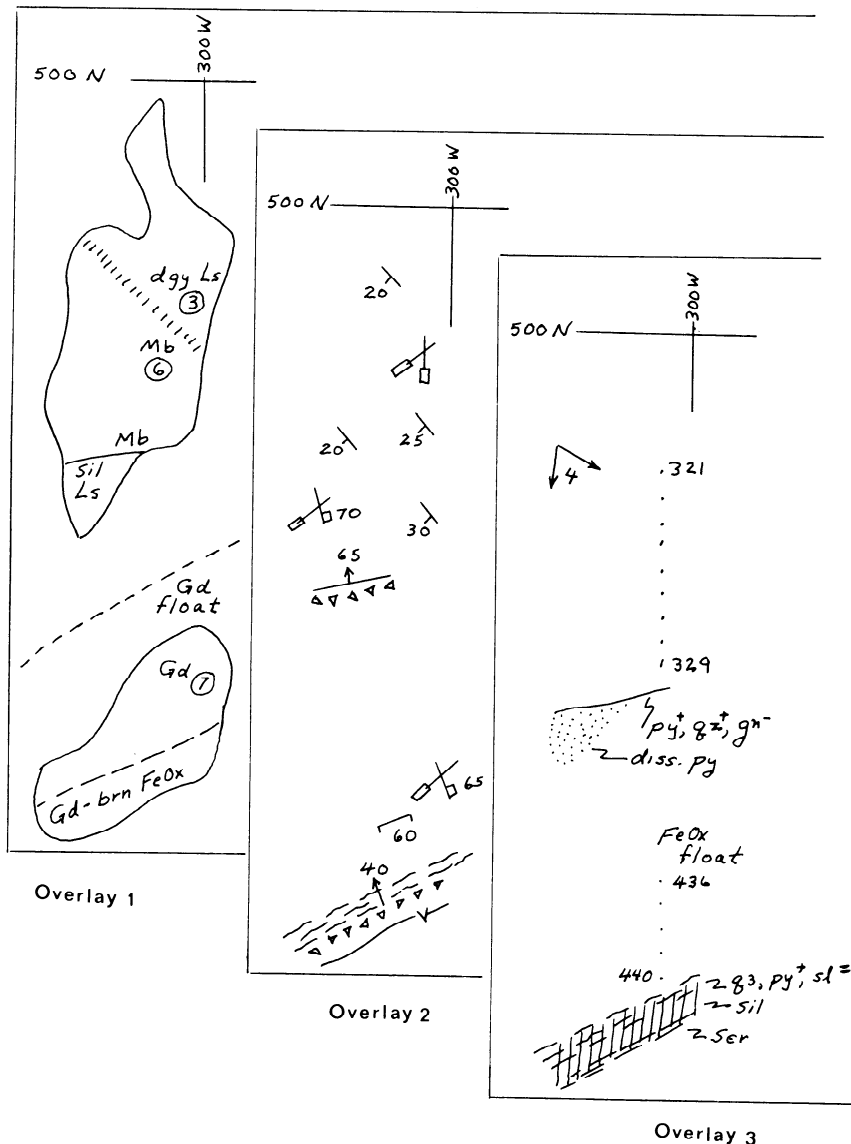 500 N
300 W
dgy Ls
3
Mb
6
Mb
Sil
Ls
Gd
float
Gd
7
Gd-brn FeOx
Overlay 1
500 N
300 W
20
20
25
70
30
65
65
60
40
Overlay 2
500 N
300 W
4
321
329
py+, qz+, gn-
diss. py
FeOx
float
436
440
q3, py+, sl=
Sil
Ser
Overlay 3